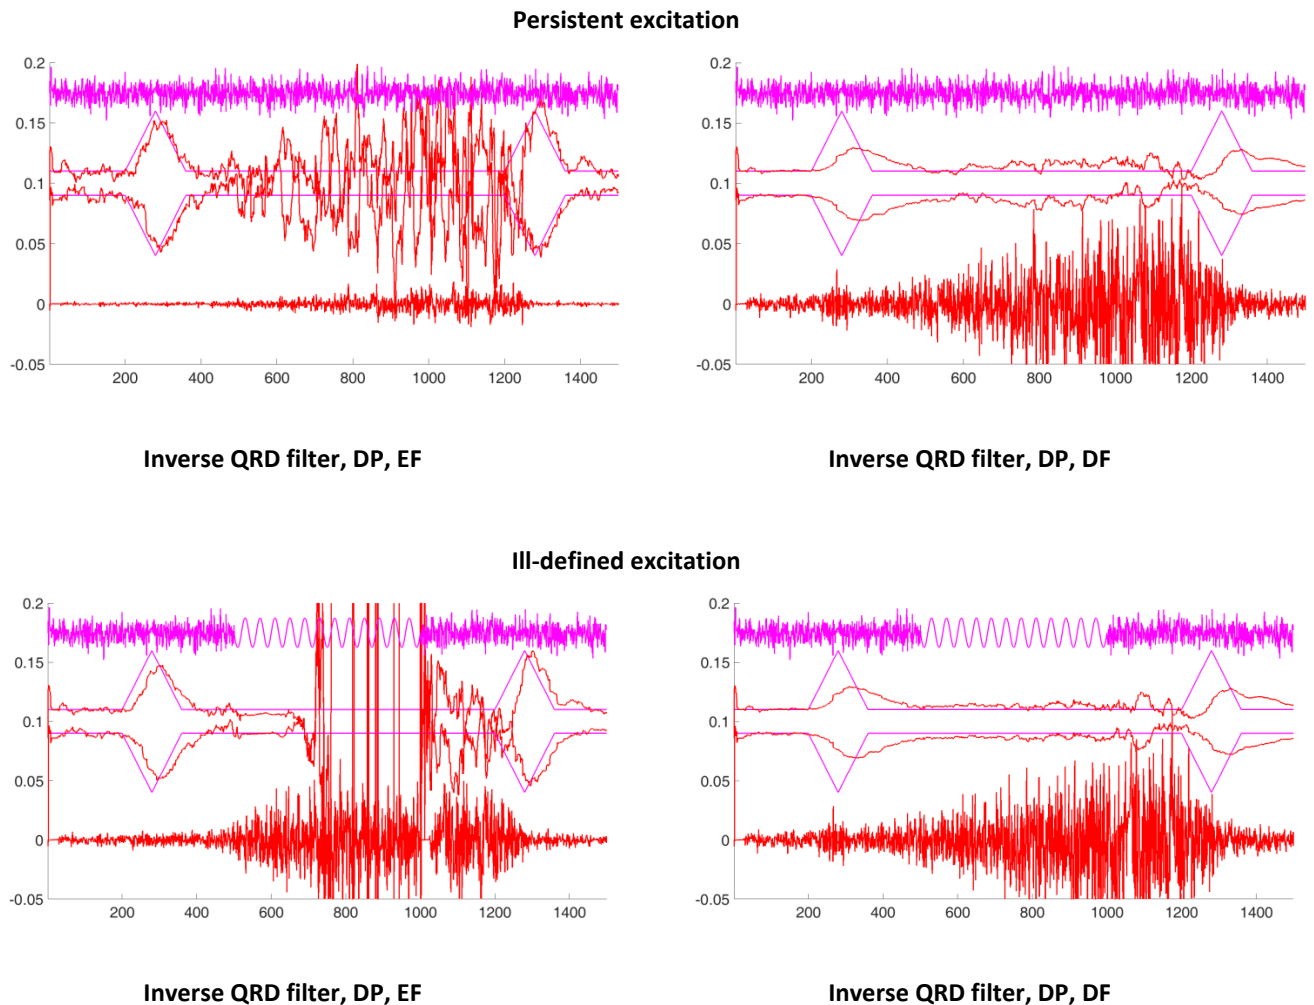 Persistent excitation
0.2
0.15
0.1
0.05
0
-0.05
200 400 600 800 1000 1200 1400
0.2
0.15
0.1
0.05
0
-0.05
200 400 600 800 1000 1200 1400
Inverse QRD filter, DP, EF
Inverse QRD filter, DP, DF
Ill-defined excitation
0.2
0.15
0.1
0.05
0
-0.05
200 400 600 800 1000 1200 1400
0.2
0.15
0.1
0.05
0
-0.05
200 400 600 800 1000 1200 1400
Inverse QRD filter, DP, EF
Inverse QRD filter, DP, DF